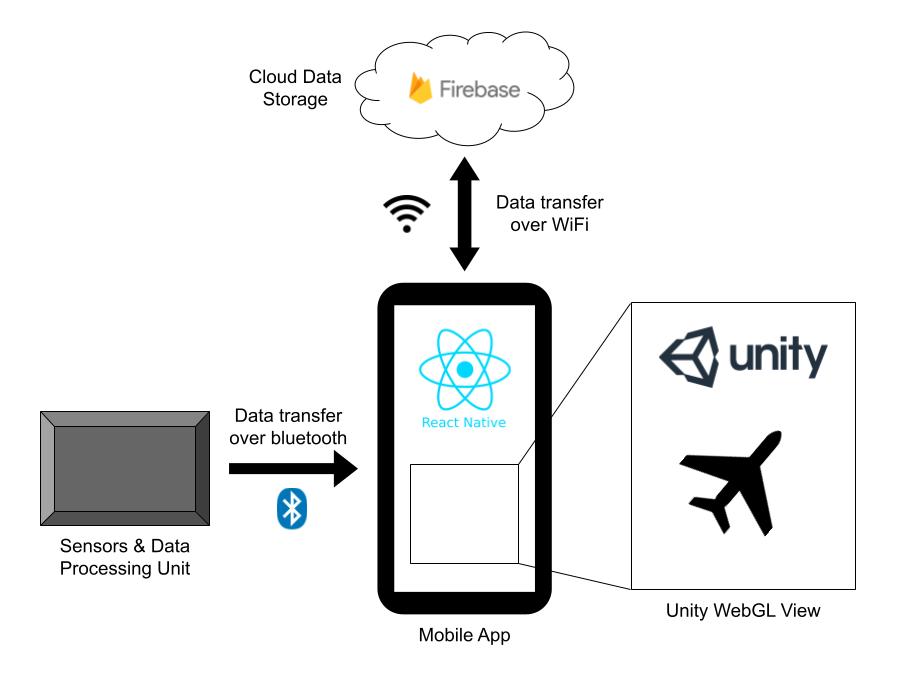 Cloud Data
Storage
Firebase
Data transfer
over WiFi
React Native
unity
Data transfer
over bluetooth
Sensors & Data
Processing Unit
Unity WebGL View
Mobile App